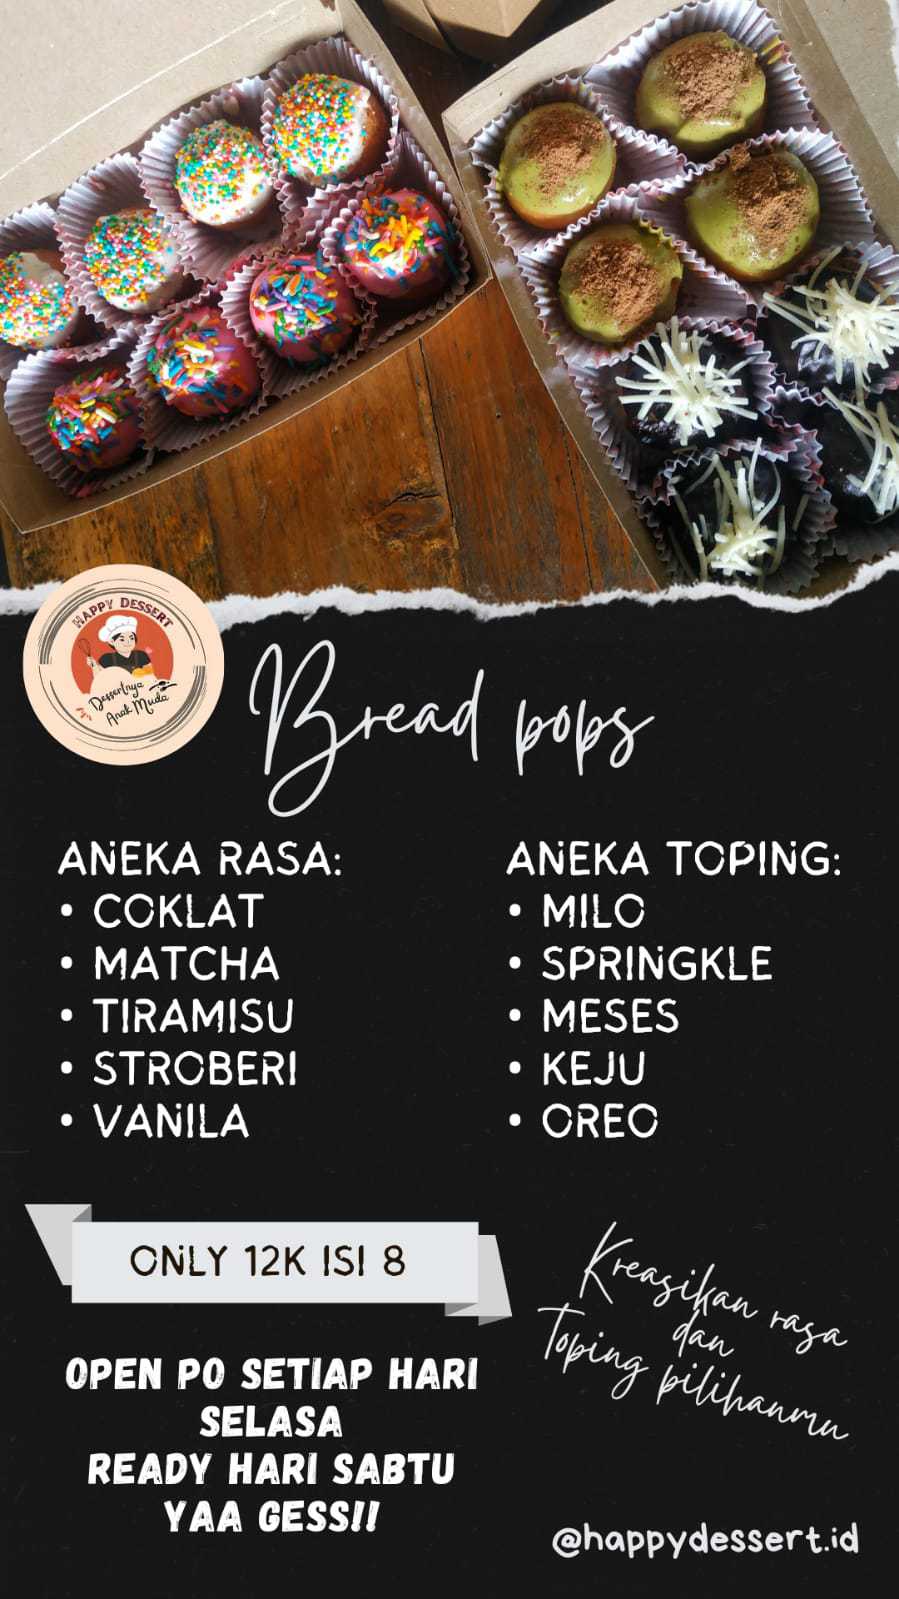 HAPPY DESSERT
Dessertnya
Anak Muda
Bread pops
ANEKA RASA:
• COKLAT
• MATCHA
• TIRAMISU
• STROBERI
• VANILA
ANEKA TOPING:
• MILO
• SPRINGKLE
• MESES
• KEJU
• OREO
ONLY 12K ISI 8
Kreasikan rasa
dan
Toping pilihanmu
OPEN PO SETIAP HARI
SELASA
READY HARI SABTU
YAA GESS!!
@happydessert.id